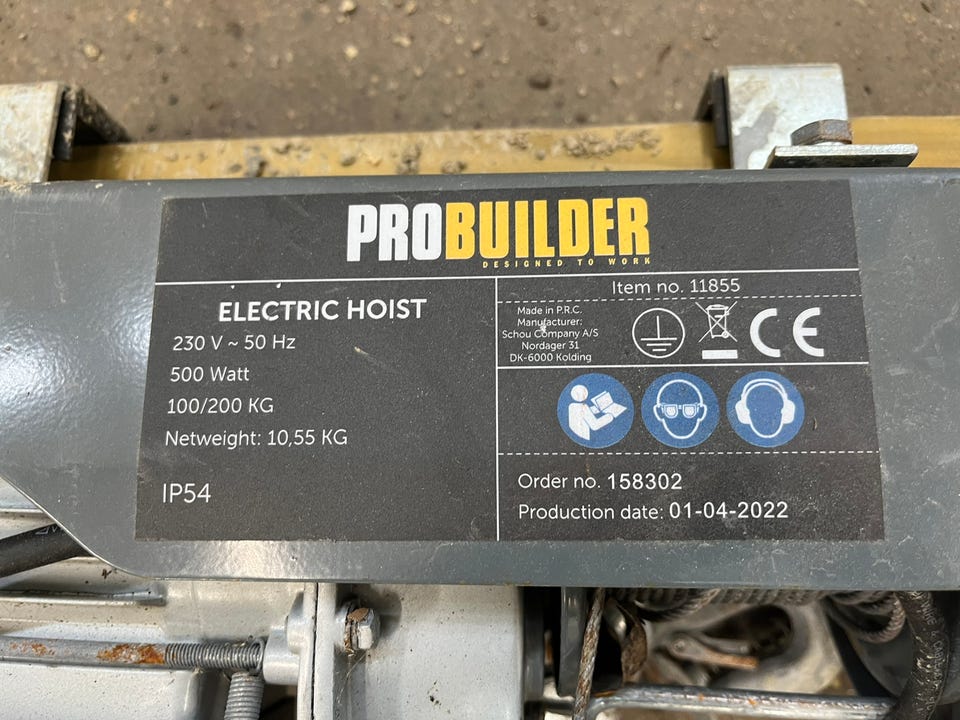 PROBUILDER
DESIGNED TO WORK
ELECTRIC HOIST
230 V ~ 50 Hz
500 Watt
100/200 KG
Netweight: 10,55 KG
IP54
Item no. 11855
Made in P.R.C.
Manufacturer:
Schou Company A/S
Nordager 31
DK-6000 Kolding
CE
Order no. 158302
Production date: 01-04-2022